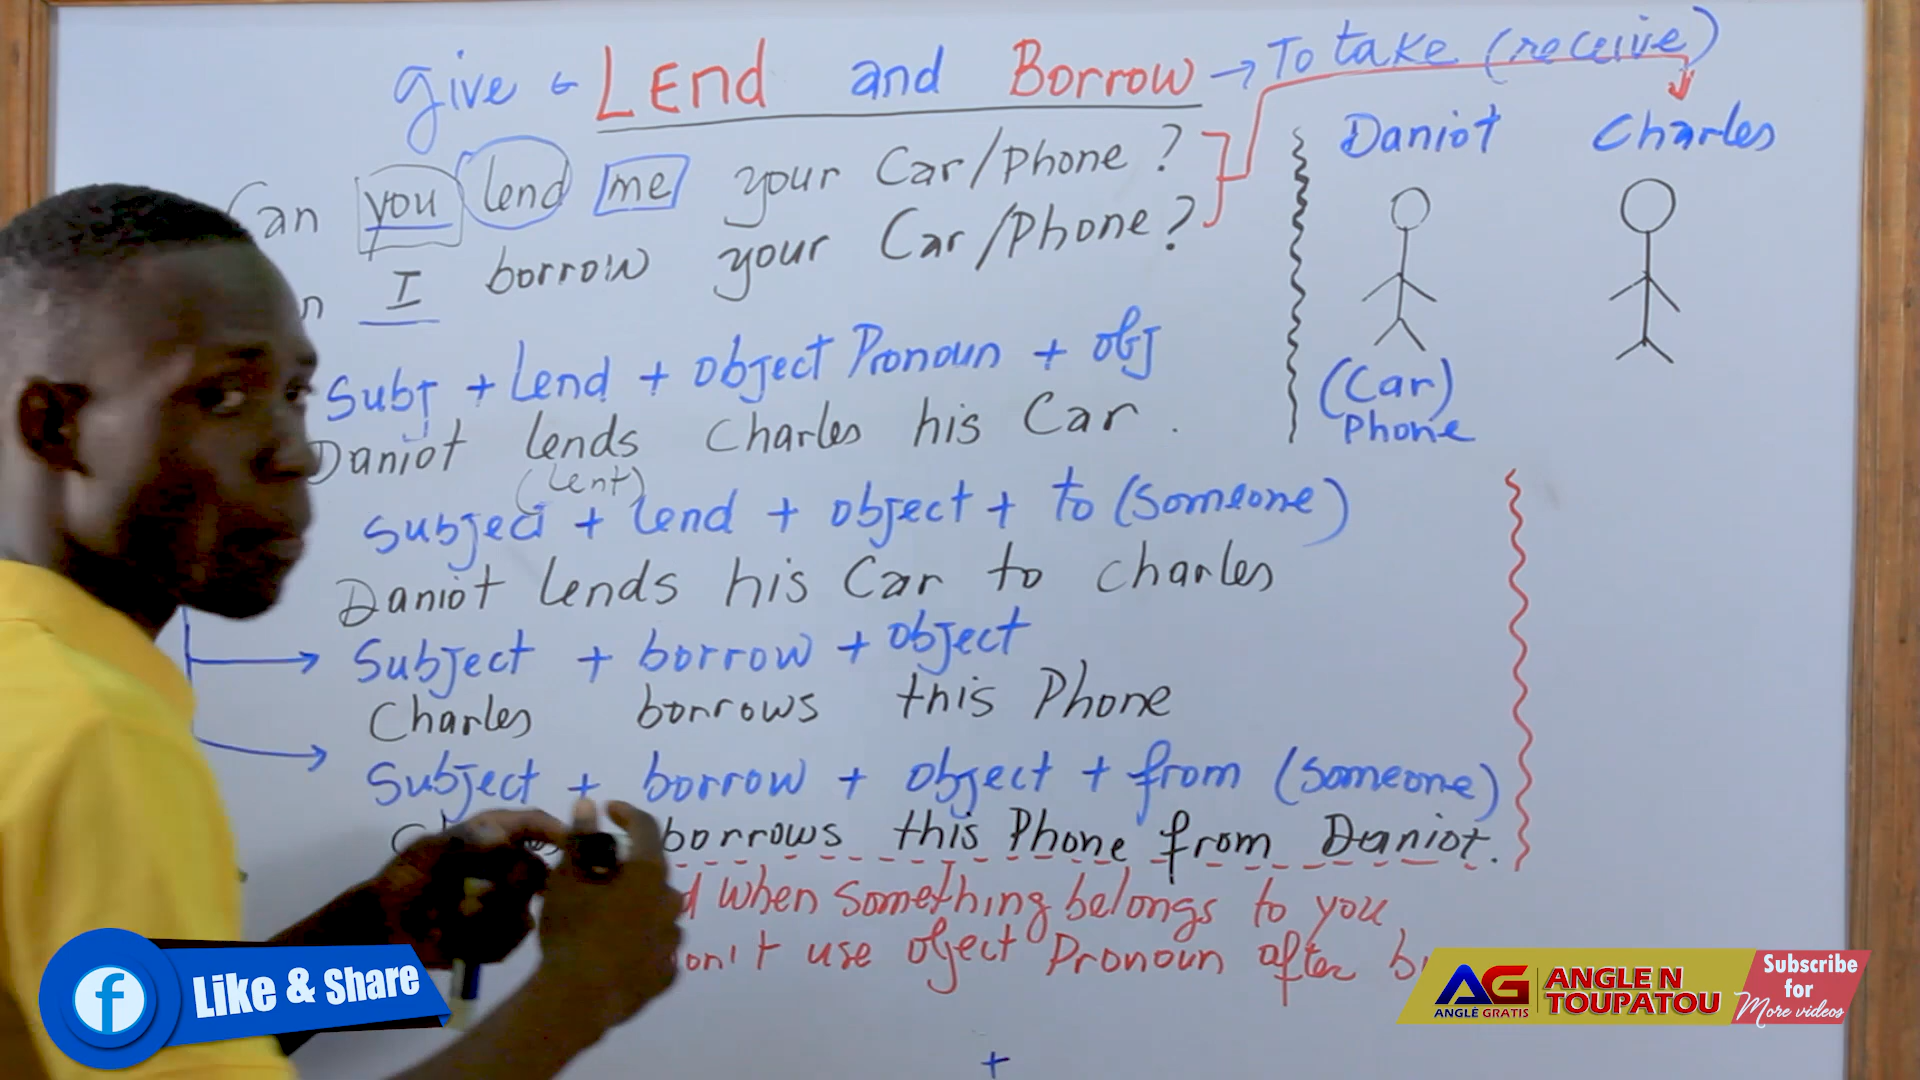 give ← LEnd and Borrow → To take (receive)
Daniot Charles
Can you lend me your Car/Phone ?
I borrow your Car/Phone ?
Subj + Lend + object Pronoun + obj
(Car)
Phone
Daniot lends Charles his Car .
(Lent)
Subject + lend + object + to (Someone)
Daniot lends his Car to Charles
Subject + borrow + object
Charles borrows this Phone
Subject + borrow + object + from (Someone)
borrows this Phone from Daniot.
when Something belongs to you
use object Pronoun after
f Like & Share
AG ANGLE N TOUPATOU
ANGLÈ GRATIS
Subscribe for More videos
+